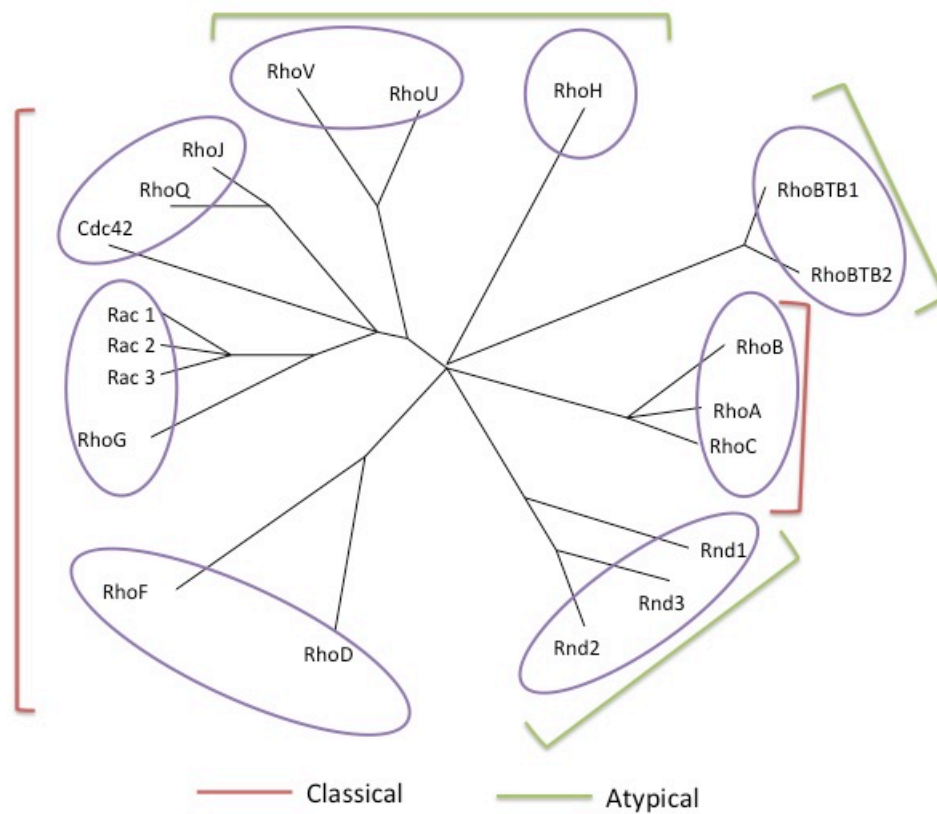 RhoV
RhoU
RhoH
RhoJ
RhoQ
Cdc42
RhoBTB1
RhoBTB2
Rac 1
Rac 2
Rac 3
RhoG
RhoB
RhoA
RhoC
RhoF
RhoD
Rnd1
Rnd3
Rnd2
Classical
Atypical